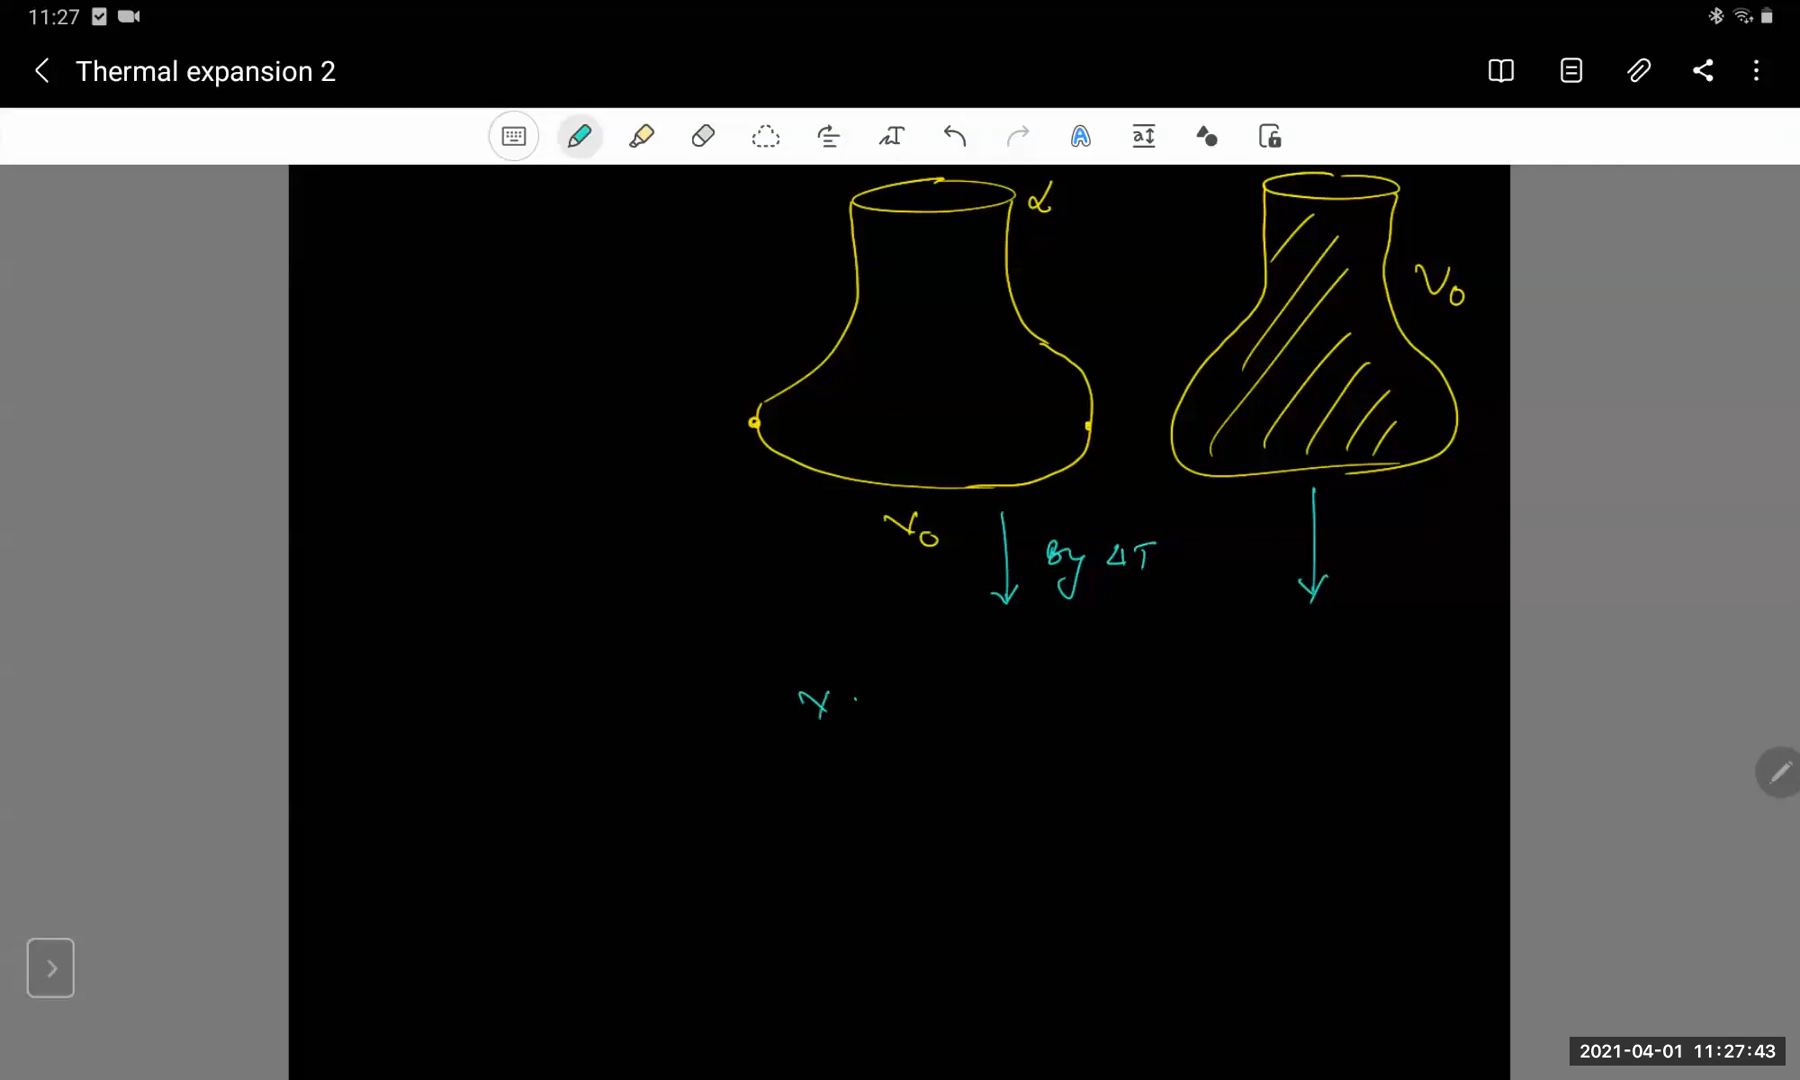 11:27
Thermal expansion 2
α
V₀
V₀
By ΔT
2021-04-01 11:27:43